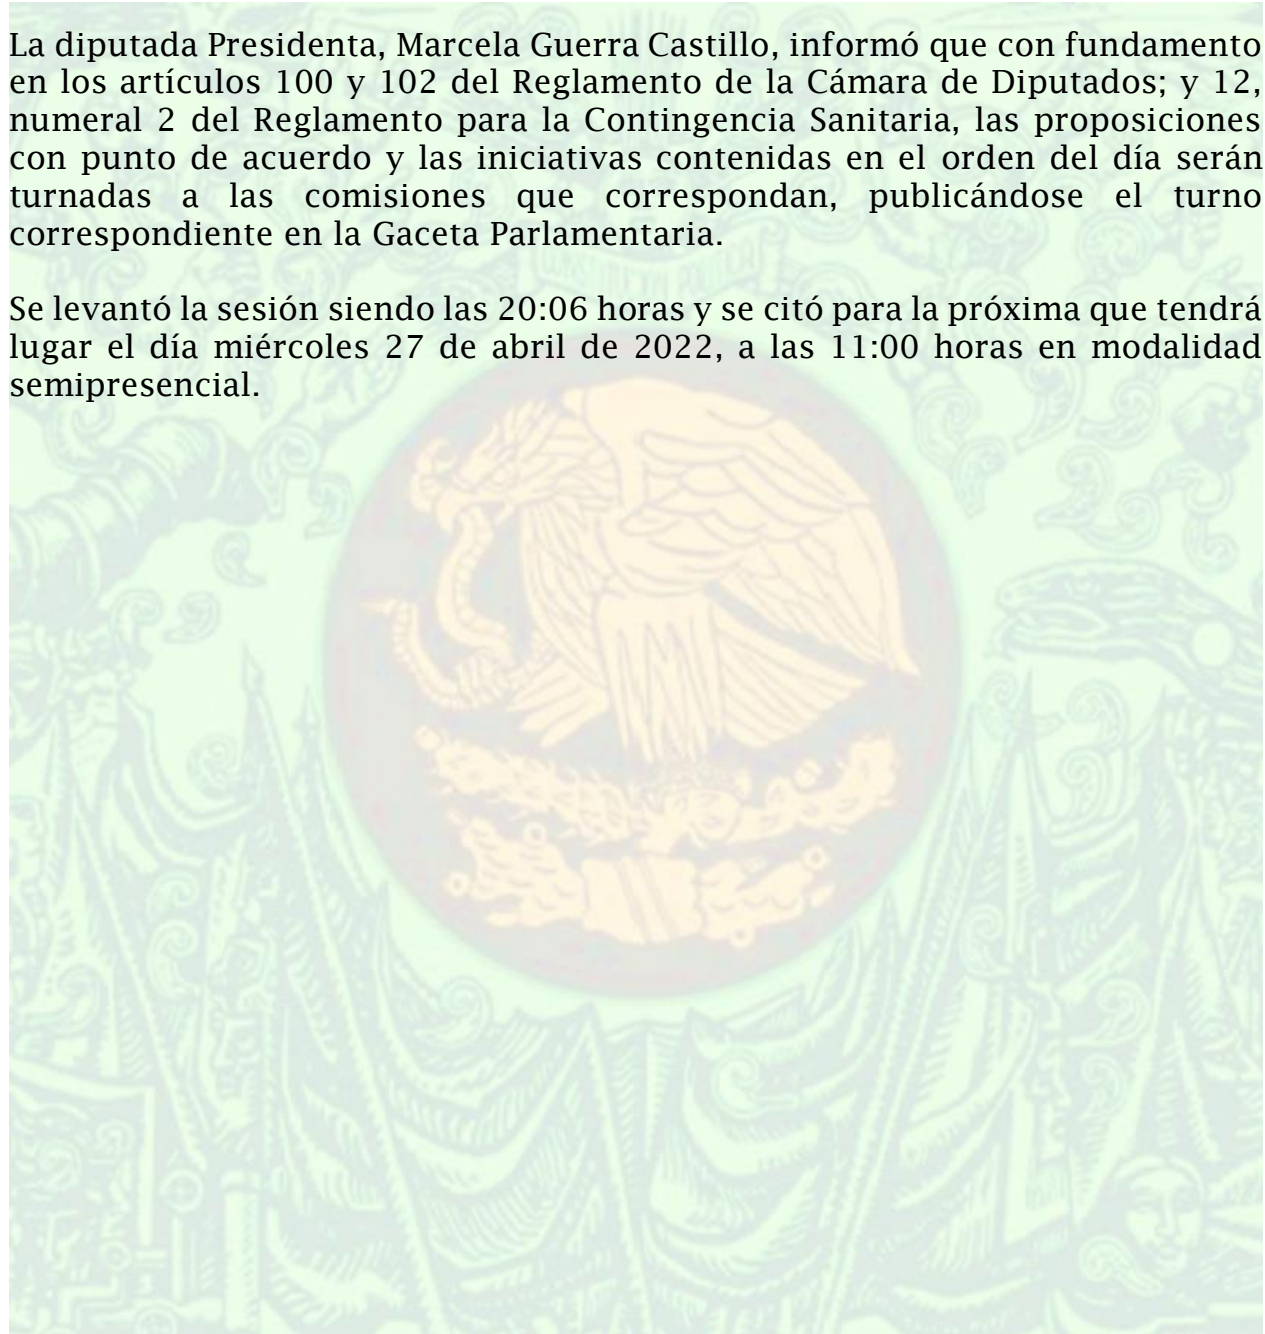 La diputada Presidenta, Marcela Guerra Castillo, informó que con fundamento
en los artículos 100 y 102 del Reglamento de la Cámara de Diputados; y 12,
numeral 2 del Reglamento para la Contingencia Sanitaria, las proposiciones
con punto de acuerdo y las iniciativas contenidas en el orden del día serán
turnadas a las comisiones que correspondan, publicándose el turno
correspondiente en la Gaceta Parlamentaria.
Se levantó la sesión siendo las 20:06 horas y se citó para la próxima que tendrá
lugar el día miércoles 27 de abril de 2022, a las 11:00 horas en modalidad
semipresencial.